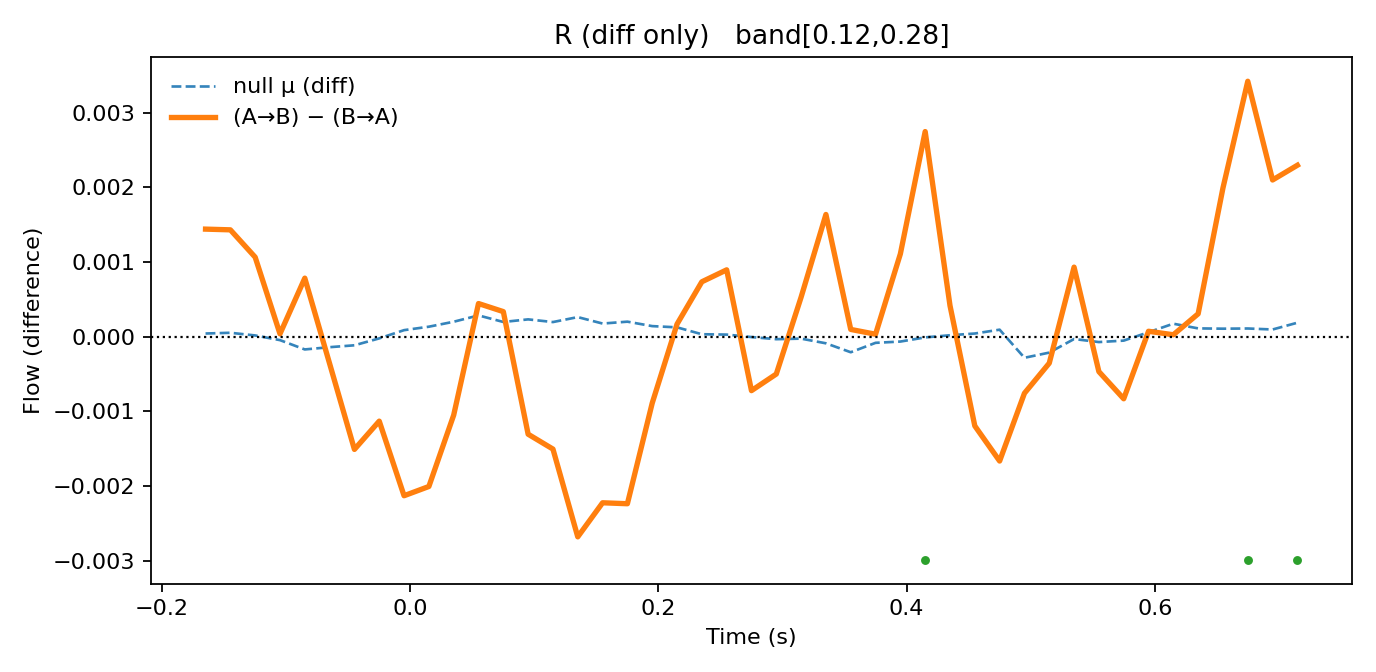 R (diff only)   band[0.12,0.28]
null μ (diff)
(A→B) − (B→A)
Flow (difference)
0.003
0.002
0.001
0.000
−0.001
−0.002
−0.003
−0.2
0.0
0.2
0.4
0.6
Time (s)